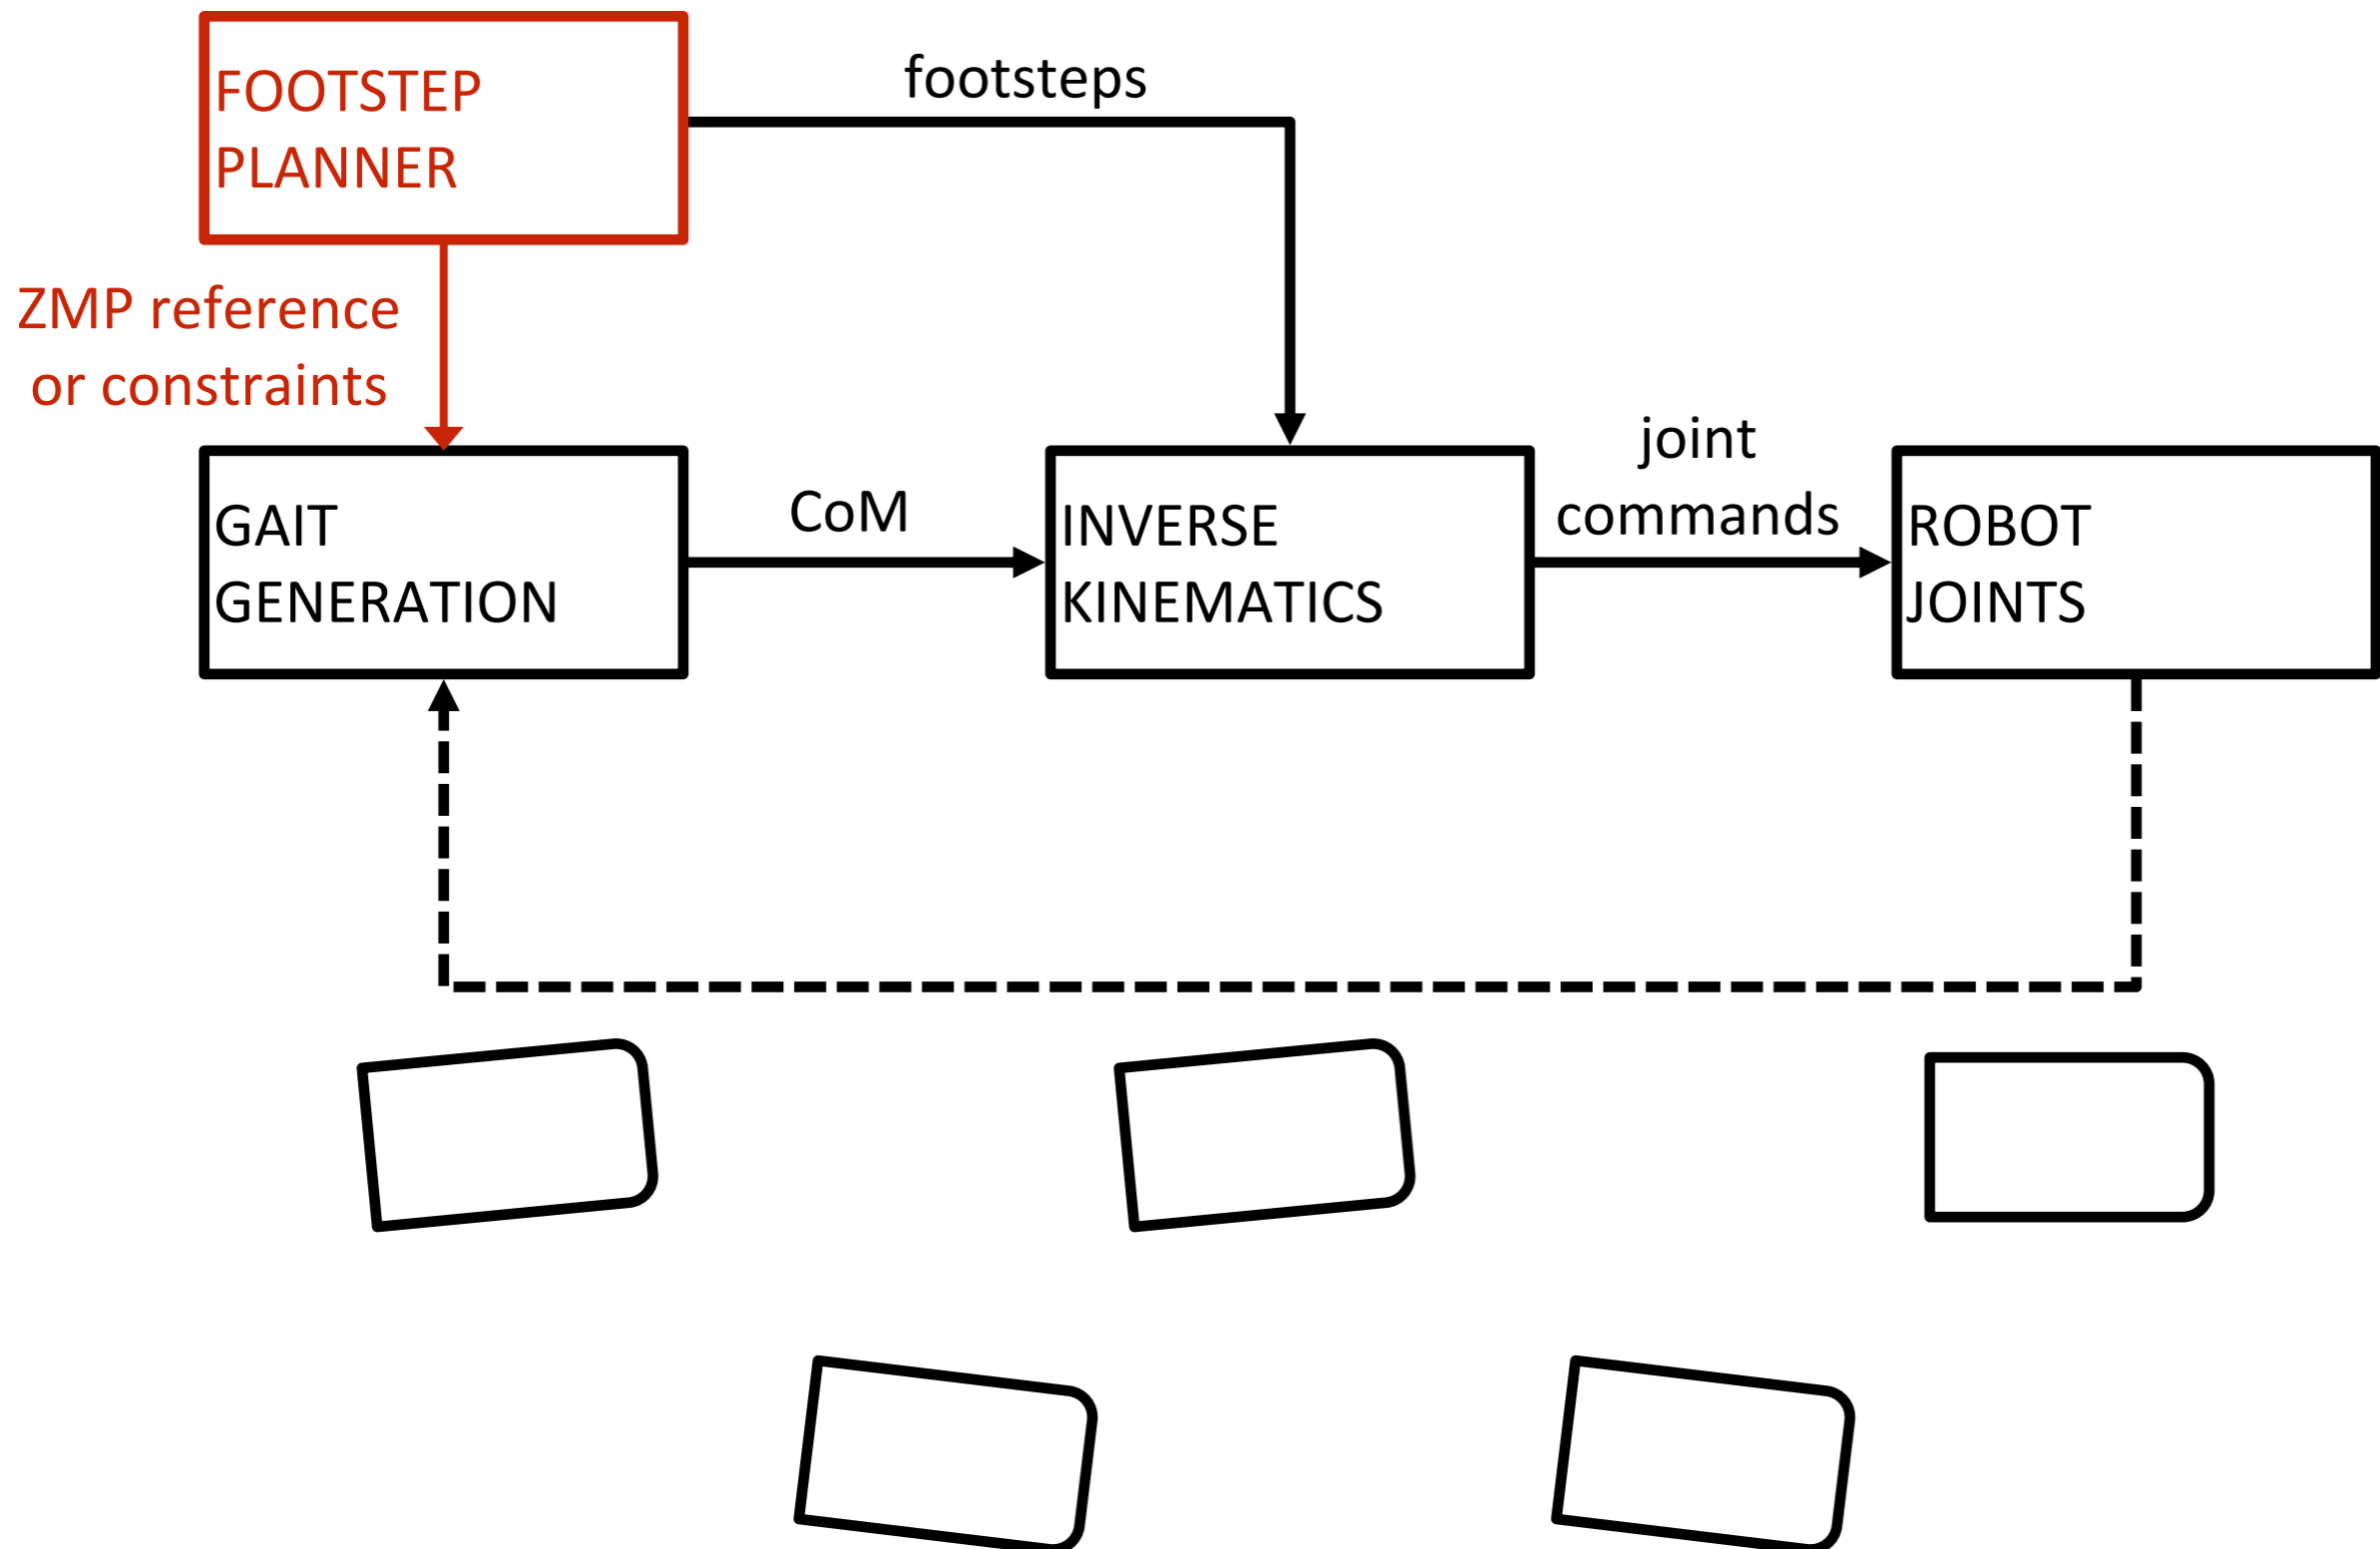 FOOTSTEP
PLANNER
footsteps
ZMP reference
or constraints
GAIT
GENERATION
CoM
INVERSE
KINEMATICS
joint
commands
ROBOT
JOINTS